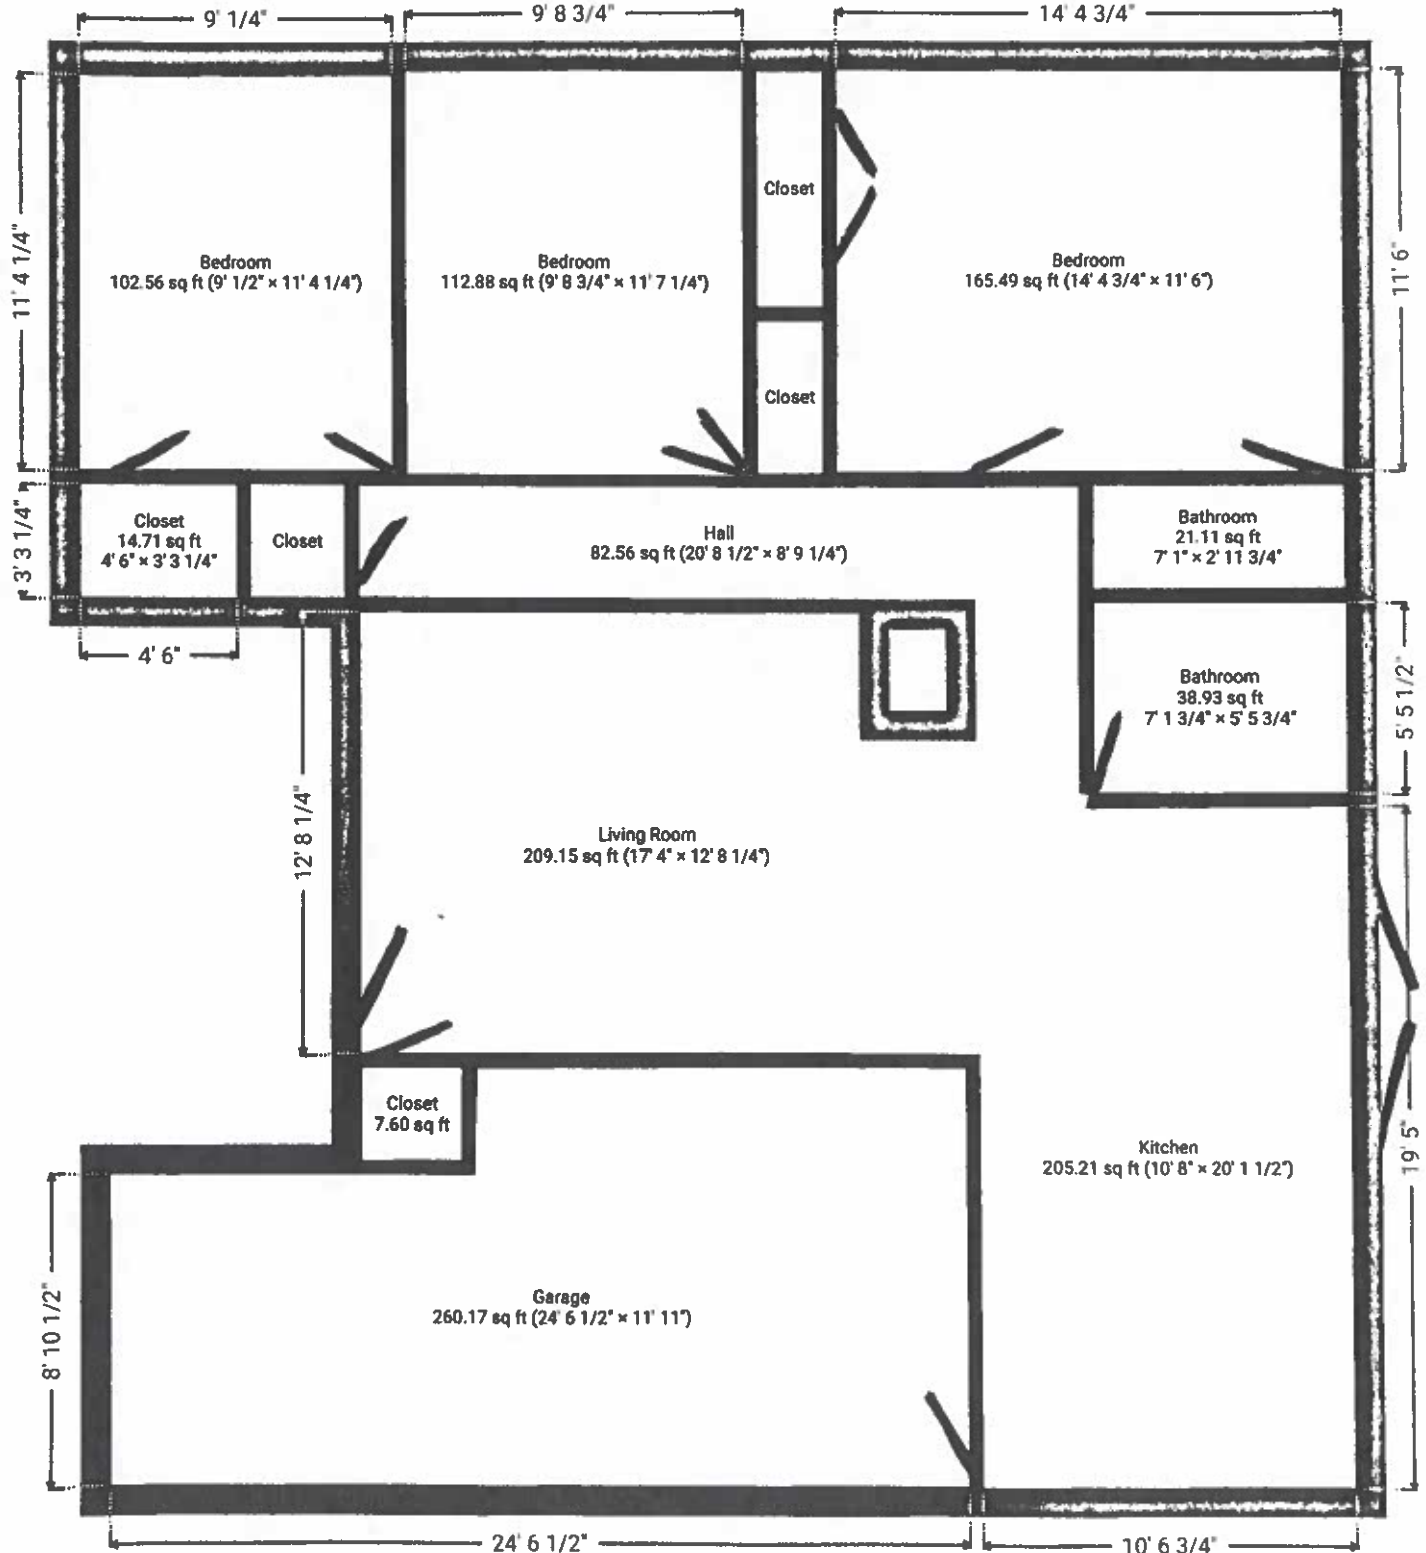 9' 1/4"
9' 8 3/4"
14' 4 3/4"
11' 4 1/4"
11' 6"
Bedroom
102.56 sq ft (9' 1/2" × 11' 4 1/4")
Bedroom
112.88 sq ft (9' 8 3/4" × 11' 7 1/4")
Closet
Bedroom
165.49 sq ft (14' 4 3/4" × 11' 6")
Closet
3' 3 1/4"
Closet
14.71 sq ft
4' 6" × 3' 3 1/4"
Closet
Hall
82.56 sq ft (20' 8 1/2" × 8' 9 1/4")
Bathroom
21.11 sq ft
7' 1" × 2' 11 3/4"
4' 6"
Bathroom
38.93 sq ft
7' 1 3/4" × 5' 5 3/4"
5' 5 1/2"
12' 8 1/4"
Living Room
209.15 sq ft (17' 4" × 12' 8 1/4")
Closet
7.60 sq ft
Kitchen
205.21 sq ft (10' 8" × 20' 1 1/2")
19' 5"
8' 10 1/2"
Garage
260.17 sq ft (24' 6 1/2" × 11' 11")
24' 6 1/2"
10' 6 3/4"